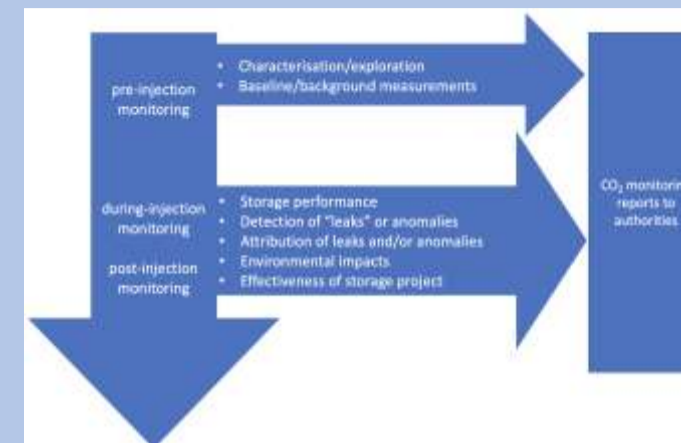 pre-injection
monitoring
• Characterisation/exploration
• Baseline/background measurements
during-injection
monitoring
post-injection
monitoring
• Storage performance
• Detection of "leaks" or anomalies
• Attribution of leaks and/or anomalies
• Environmental impacts
• Effectiveness of storage project
CO₂ monitorin
reports to
authorities